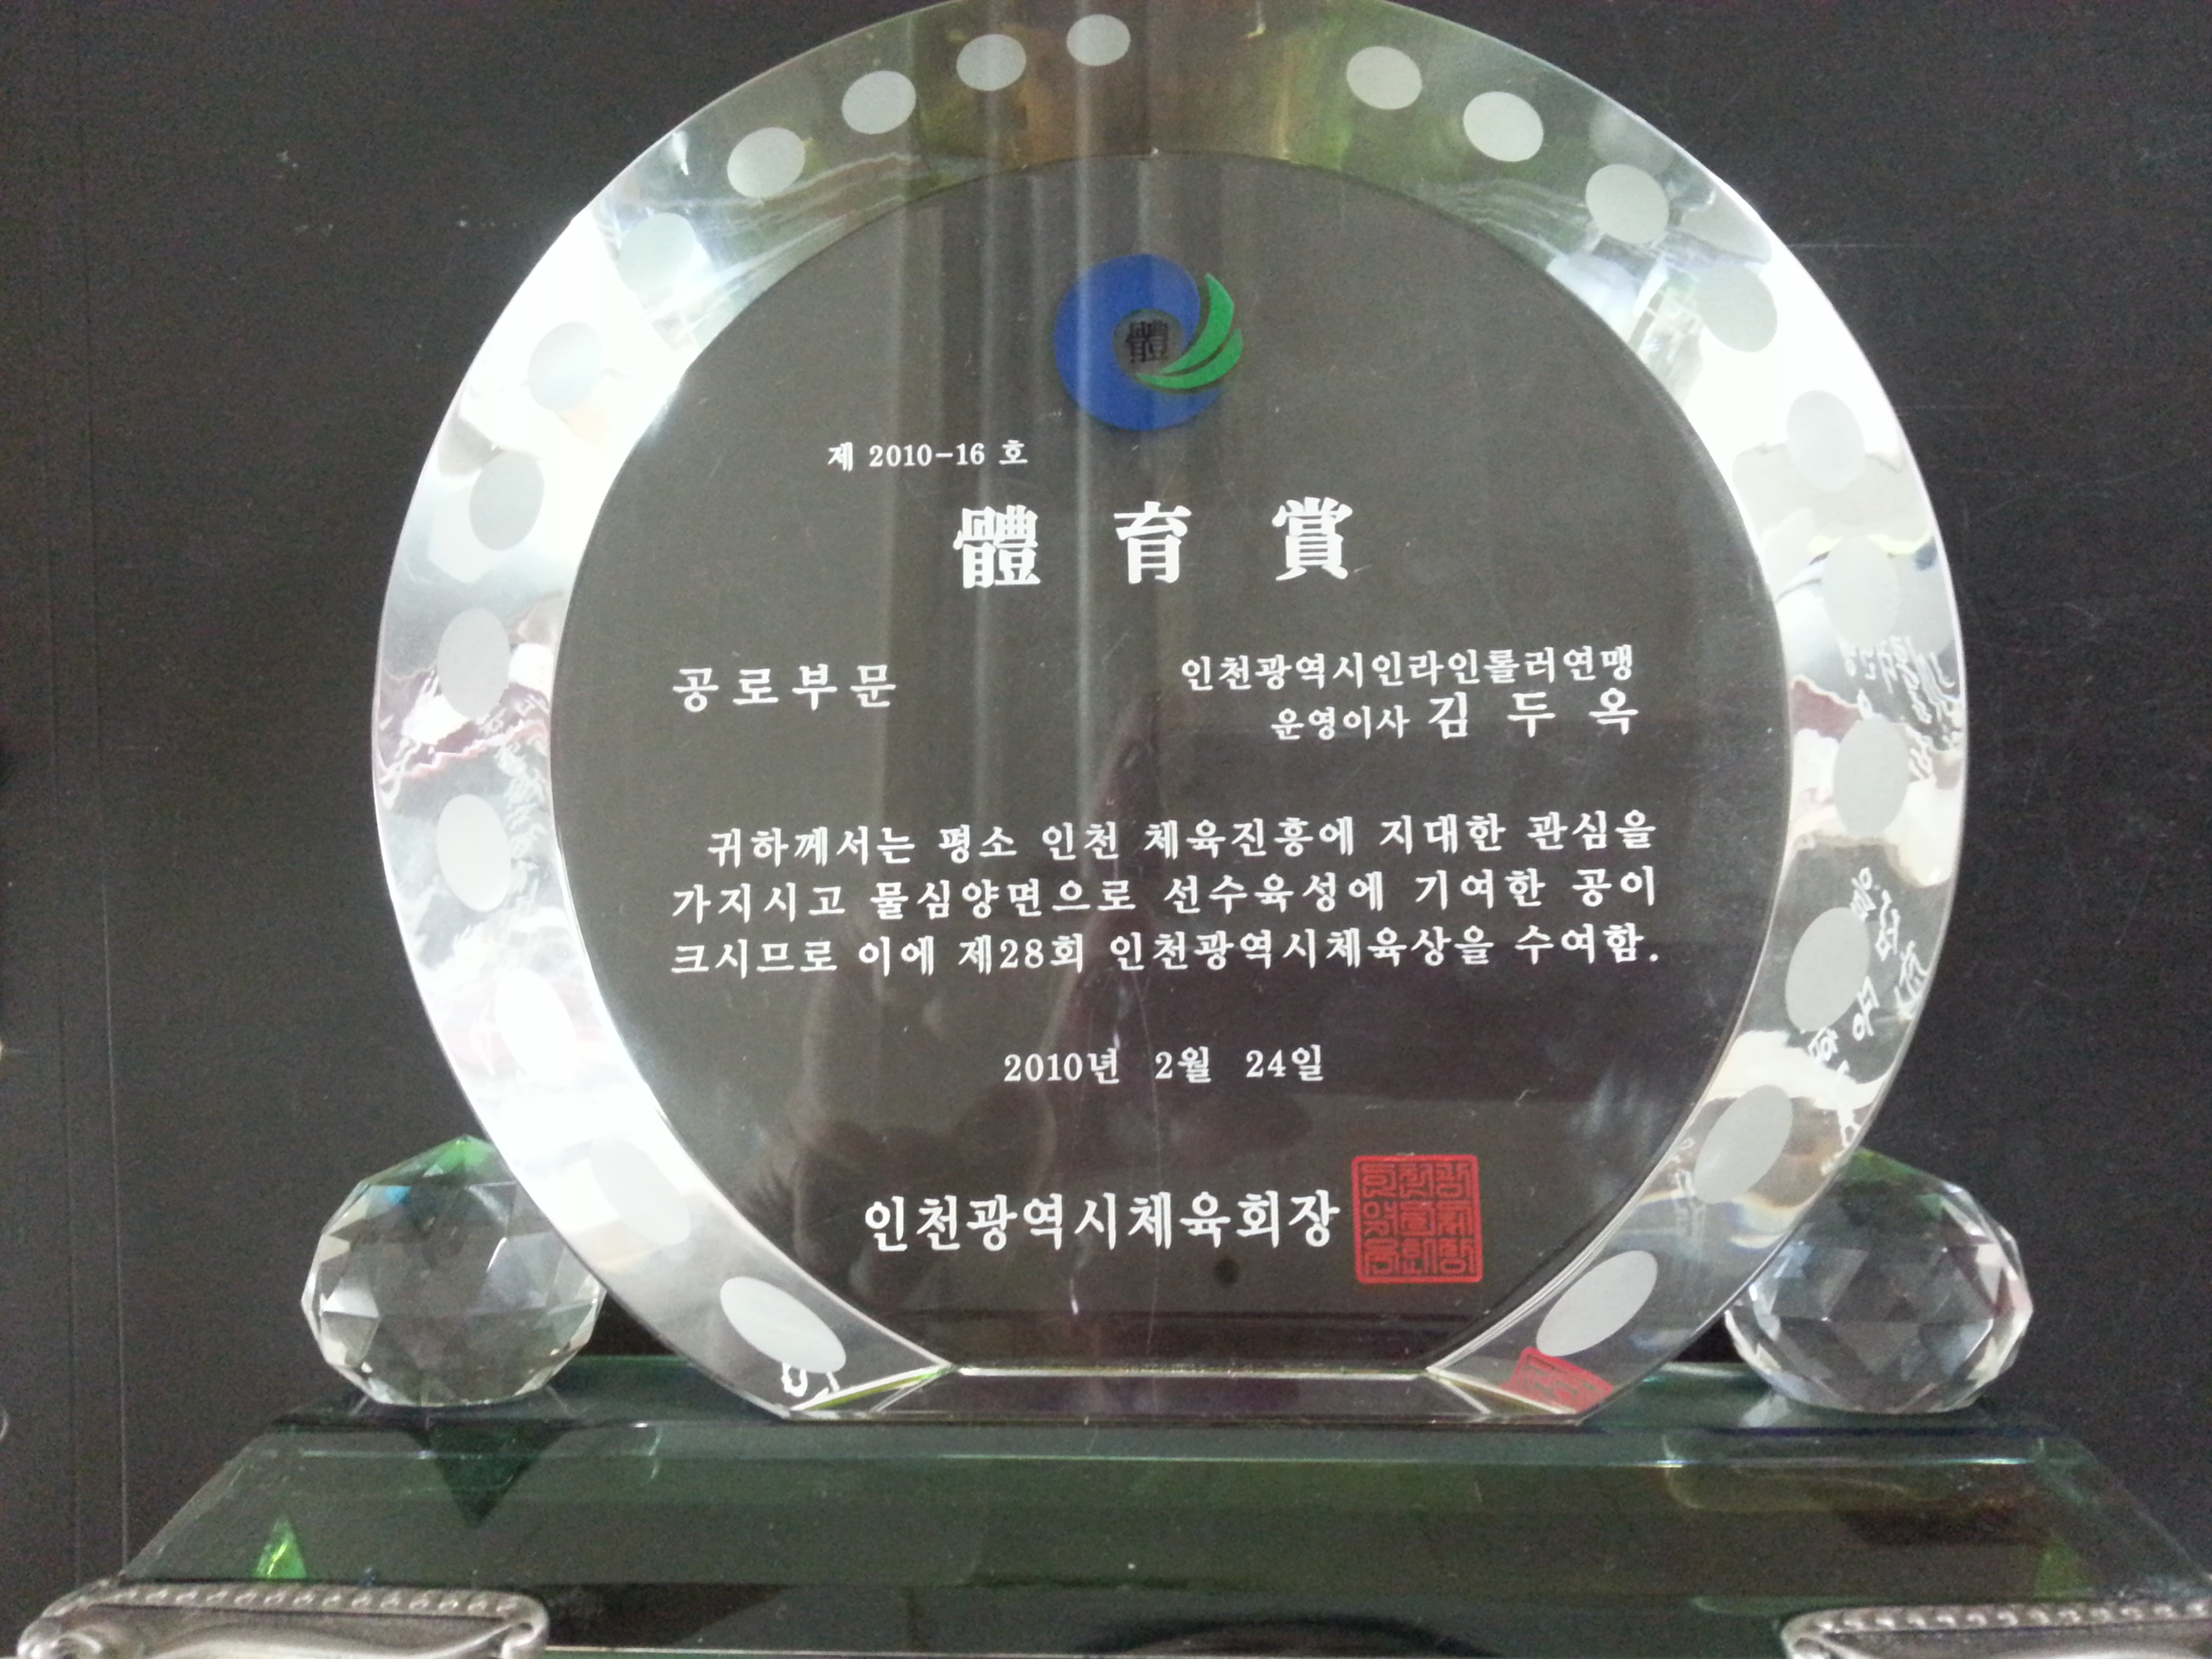 體
제 2010-16 호
體 育 賞
공로부문
인천광역시인라인롤러연맹
운영이사 김 두 옥
귀하께서는 평소 인천 체육진흥에 지대한 관심을
가지시고 물심양면으로 선수육성에 기여한 공이
크시므로 이에 제28회 인천광역시체육상을 수여함.
2010년 2월 24일
인천광역시체육회장